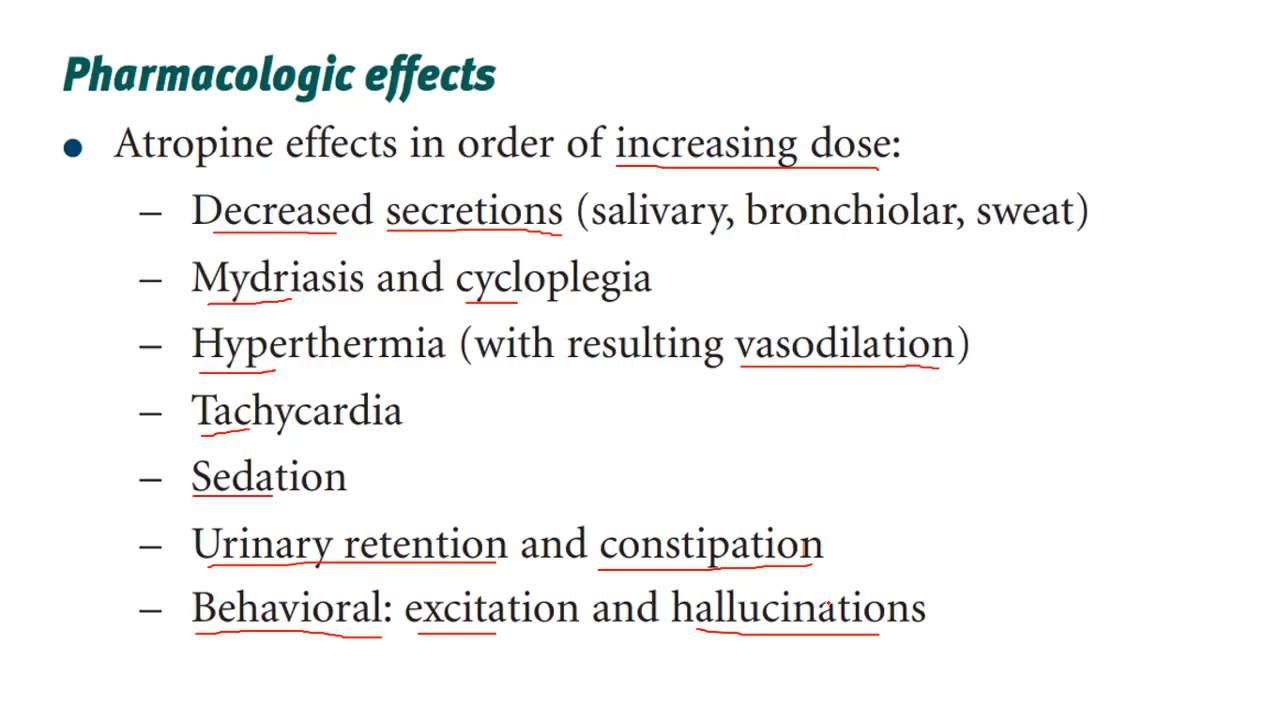 Pharmacologic effects
• Atropine effects in order of increasing dose:
– Decreased secretions (salivary, bronchiolar, sweat)
– Mydriasis and cycloplegia
– Hyperthermia (with resulting vasodilation)
– Tachycardia
– Sedation
– Urinary retention and constipation
– Behavioral: excitation and hallucinations